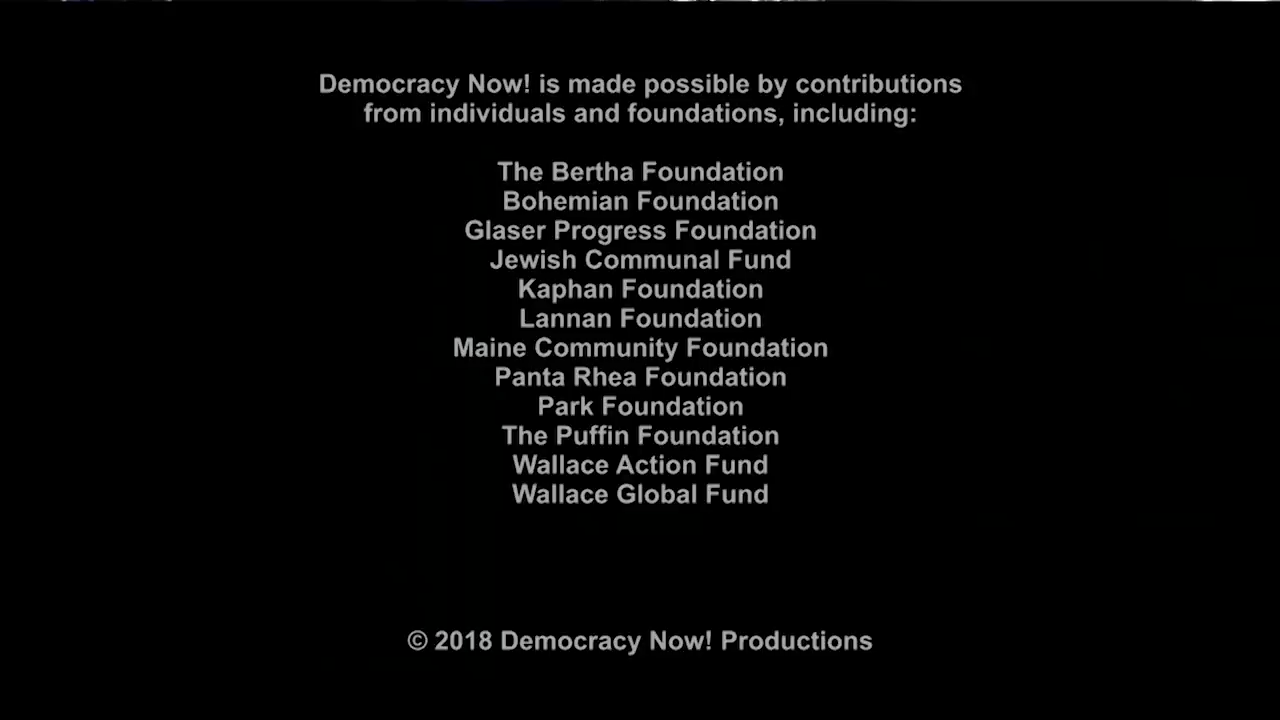 Democracy Now! is made possible by contributions
from individuals and foundations, including:
The Bertha Foundation
Bohemian Foundation
Glaser Progress Foundation
Jewish Communal Fund
Kaphan Foundation
Lannan Foundation
Maine Community Foundation
Panta Rhea Foundation
Park Foundation
The Puffin Foundation
Wallace Action Fund
Wallace Global Fund
© 2018 Democracy Now! Productions